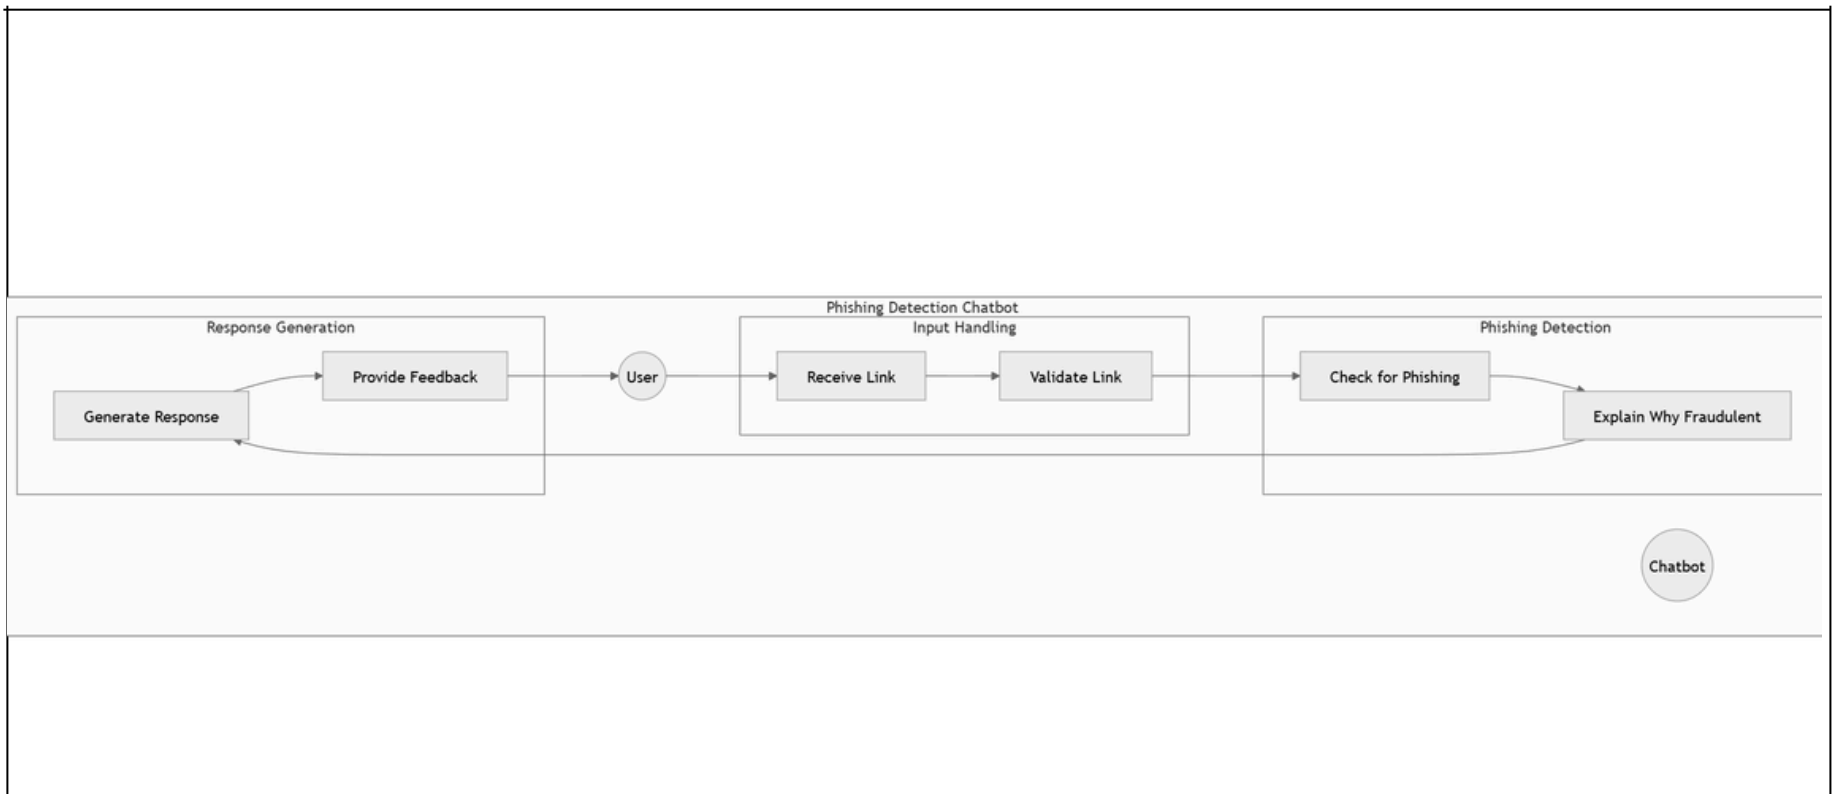 Phishing Detection Chatbot
Response Generation
Input Handling
Phishing Detection
Provide Feedback
User
Receive Link
Validate Link
Check for Phishing
Generate Response
Explain Why Fraudulent
Chatbot